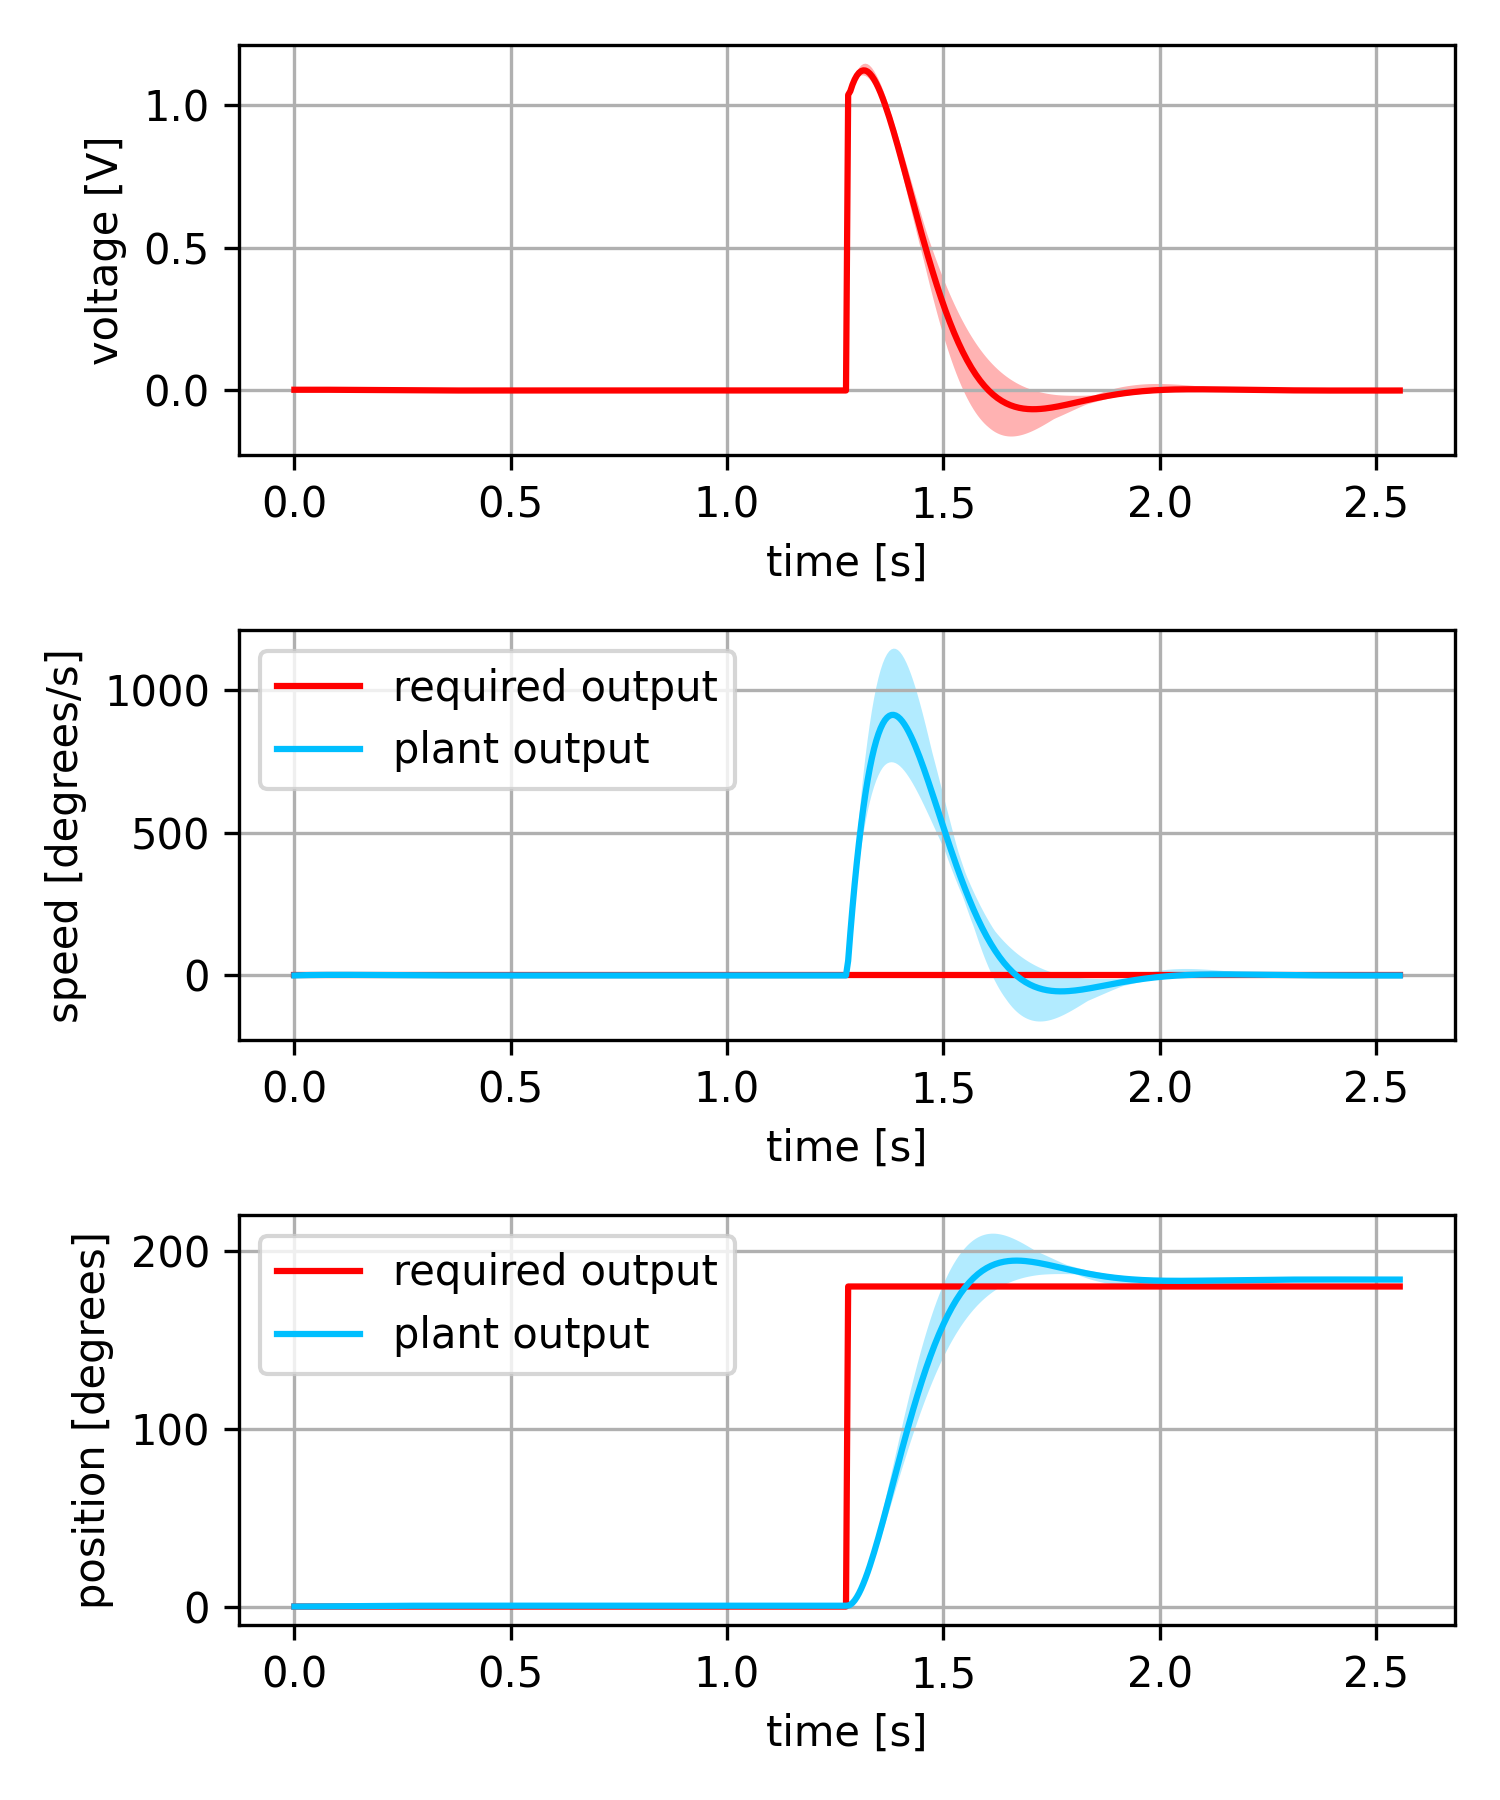 voltage [V]
1.0
0.5
0.0
0.0 0.5 1.0 1.5 2.0 2.5
time [s]
speed [degrees/s]
1000
500
0
required output
plant output
0.0 0.5 1.0 1.5 2.0 2.5
time [s]
position [degrees]
200
100
0
required output
plant output
0.0 0.5 1.0 1.5 2.0 2.5
time [s]